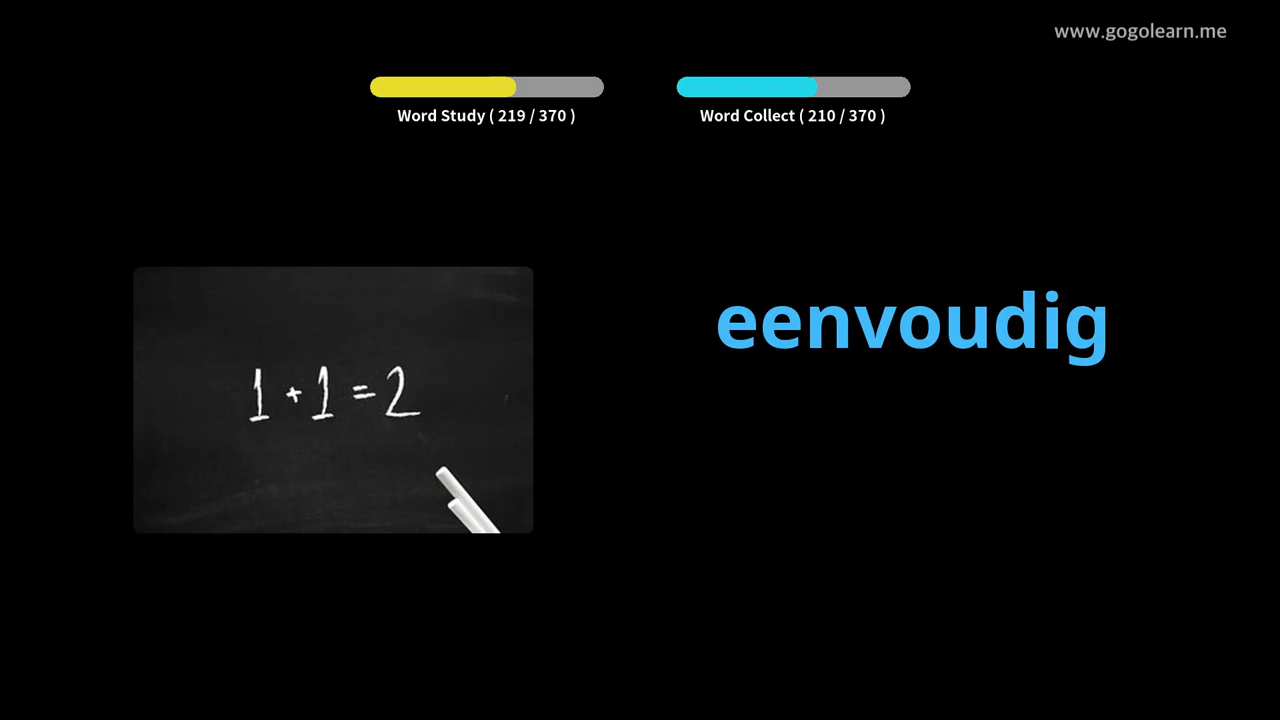 www.gogolearn.me
Word Study ( 219 / 370 )
Word Collect ( 210 / 370 )
eenvoudig
1 + 1 = 2